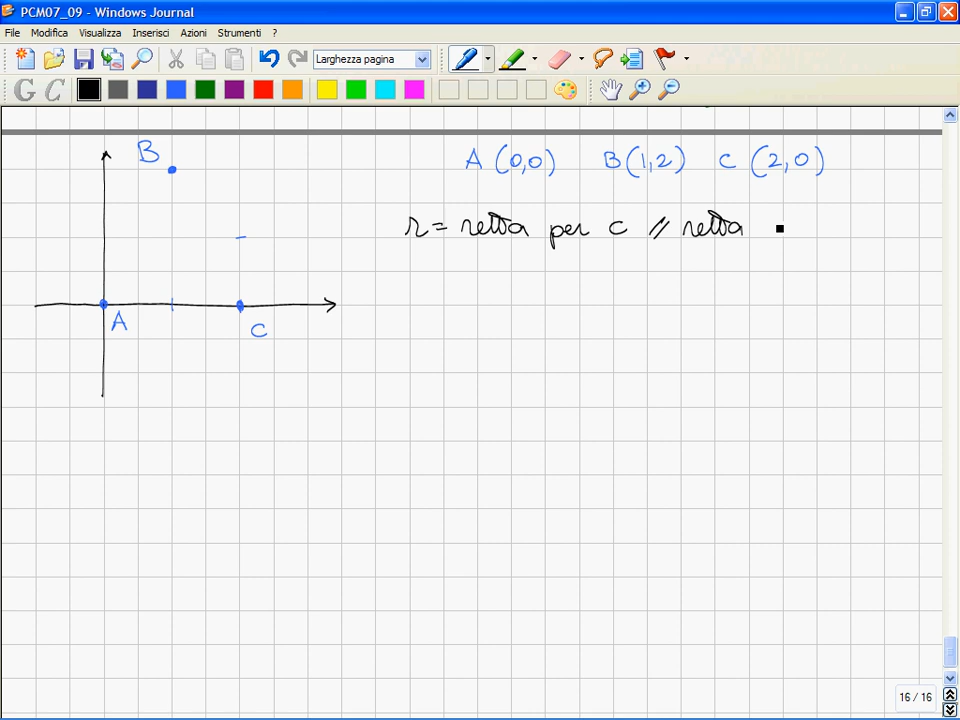 PCM07_09 - Windows Journal
File Modifica Visualizza Inserisci Azioni Strumenti ?
Larghezza pagina
G C
B
A (0,0) B(1,2) C (2,0)
r = retta per C // retta
A
C
16 / 16